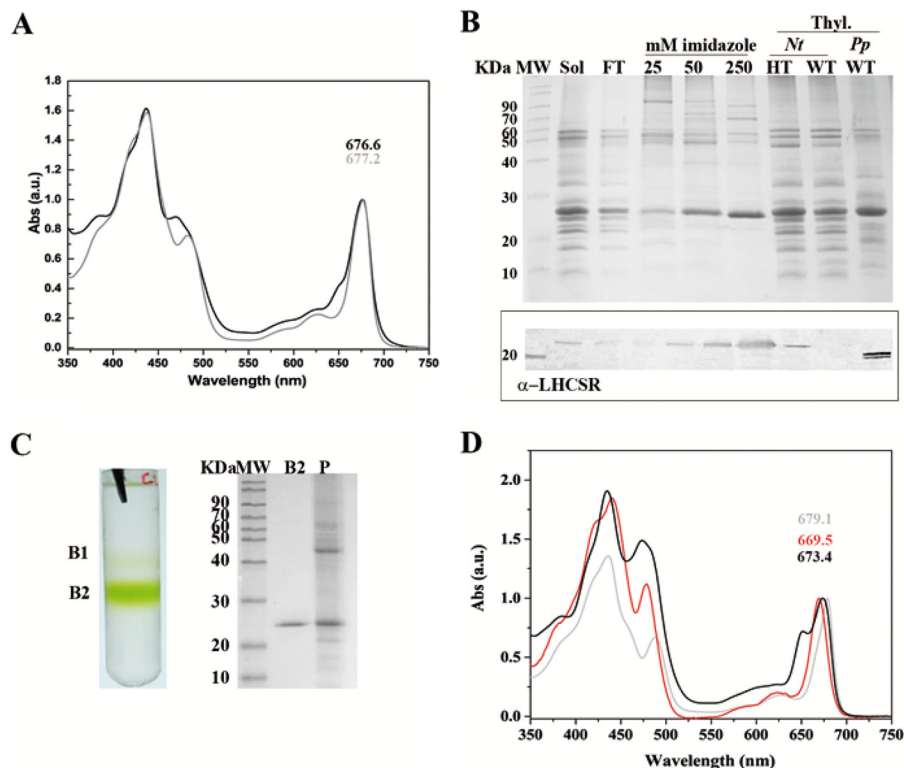 A
Abs (a.u.)
1.8
1.6
1.4
1.2
1.0
0.8
0.6
0.4
0.2
0.0
676.6
677.2
350 400 450 500 550 600 650 700 750
Wavelength (nm)
B
Thyl.
mM imidazole Nt Pp
KDa MW Sol FT 25 50 250 HT WT WT
90
70
60
50
40
30
20
10
20
α–LHCSR
C
B1
B2
KDa MW B2 P
90
70
60
50
40
30
20
10
D
Abs (a.u.)
2.0
1.5
1.0
0.5
0.0
679.1
669.5
673.4
350 400 450 500 550 600 650 700 750
Wavelength (nm)